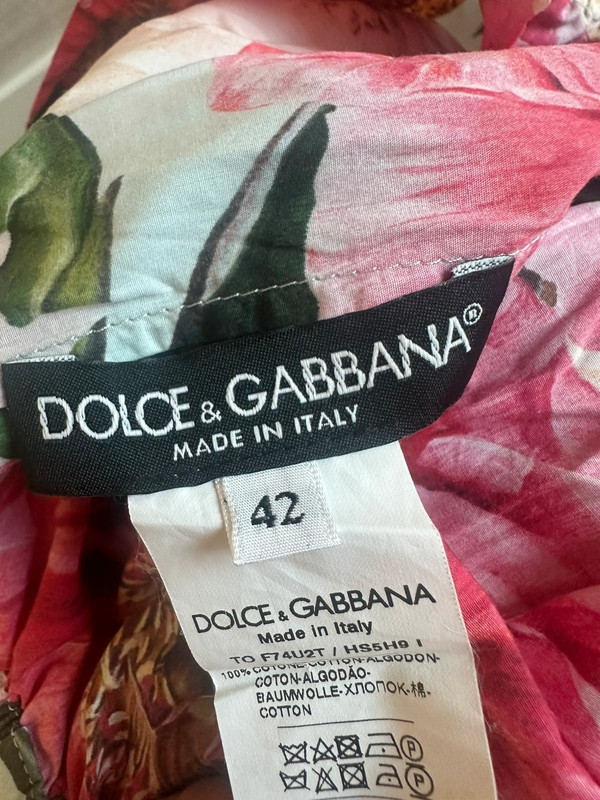 DOLCE & GABBANA®
MADE IN ITALY
42
DOLCE & GABBANA
Made in Italy
TO F74U2T / HS5H9 I
100% COTONE-COTTON-ALGODON-
COTON-ALGODÃO-
BAUMWOLLE-ХЛОПОК-棉-
COTTON
P
P